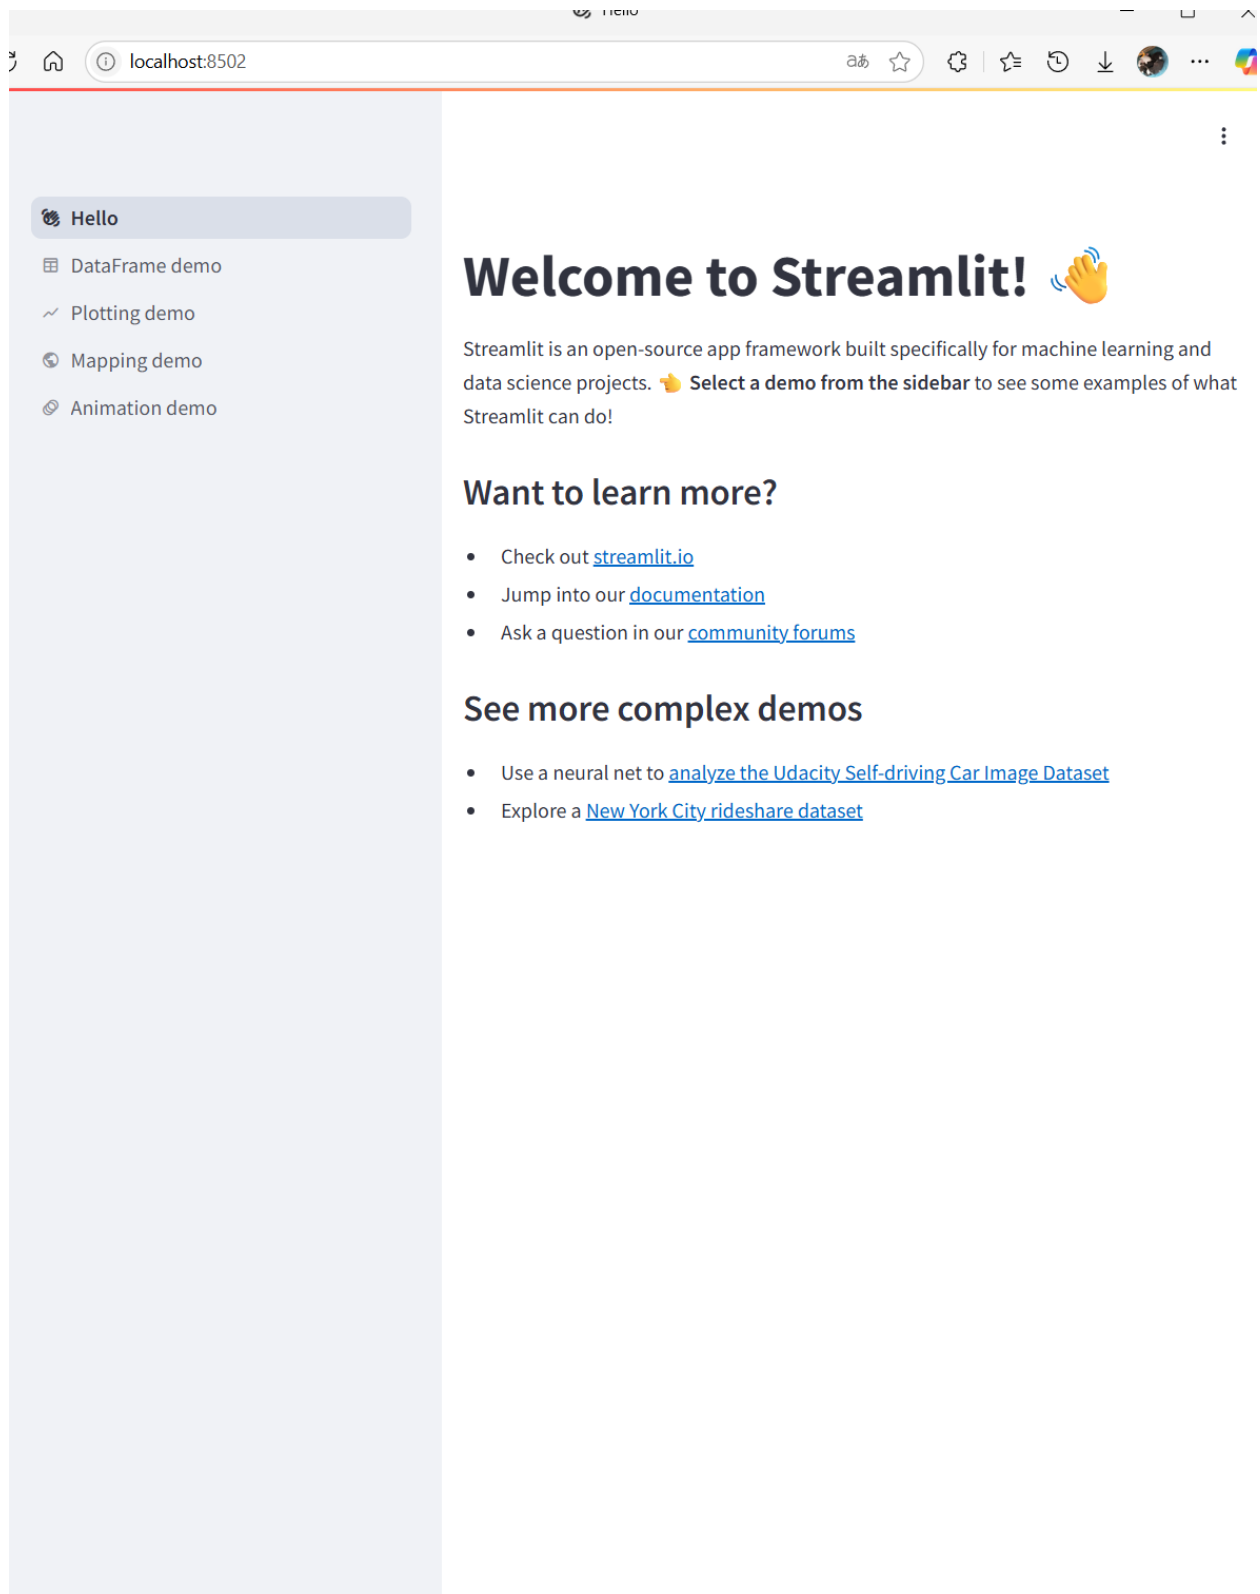 Hello
localhost:8502
aあ
Hello
DataFrame demo
Plotting demo
Mapping demo
Animation demo
Welcome to Streamlit! 👋
Streamlit is an open-source app framework built specifically for machine learning and
data science projects. 👈 Select a demo from the sidebar to see some examples of what
Streamlit can do!
Want to learn more?
• Check out streamlit.io
• Jump into our documentation
• Ask a question in our community forums
See more complex demos
• Use a neural net to analyze the Udacity Self-driving Car Image Dataset
• Explore a New York City rideshare dataset